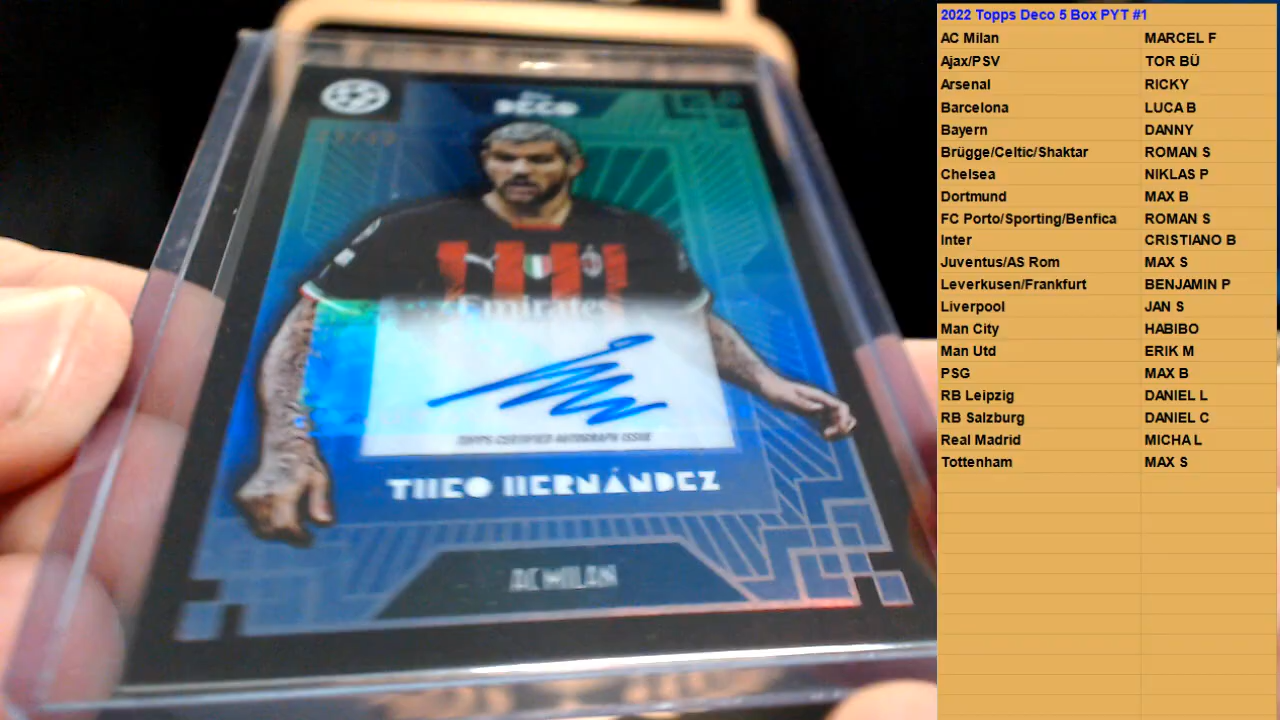 DECO
Emirates
TOPPS CERTIFIED AUTOGRAPH ISSUE
THEO HERNÁNDEZ
AC MILAN
2022 Topps Deco 5 Box PYT #1
AC Milan MARCEL F
Ajax/PSV TOR BÜ
Arsenal RICKY
Barcelona LUCA B
Bayern DANNY
Brügge/Celtic/Shaktar ROMAN S
Chelsea NIKLAS P
Dortmund MAX B
FC Porto/Sporting/Benfica ROMAN S
Inter CRISTIANO B
Juventus/AS Rom MAX S
Leverkusen/Frankfurt BENJAMIN P
Liverpool JAN S
Man City HABIBO
Man Utd ERIK M
PSG MAX B
RB Leipzig DANIEL L
RB Salzburg DANIEL C
Real Madrid MICHA L
Tottenham MAX S